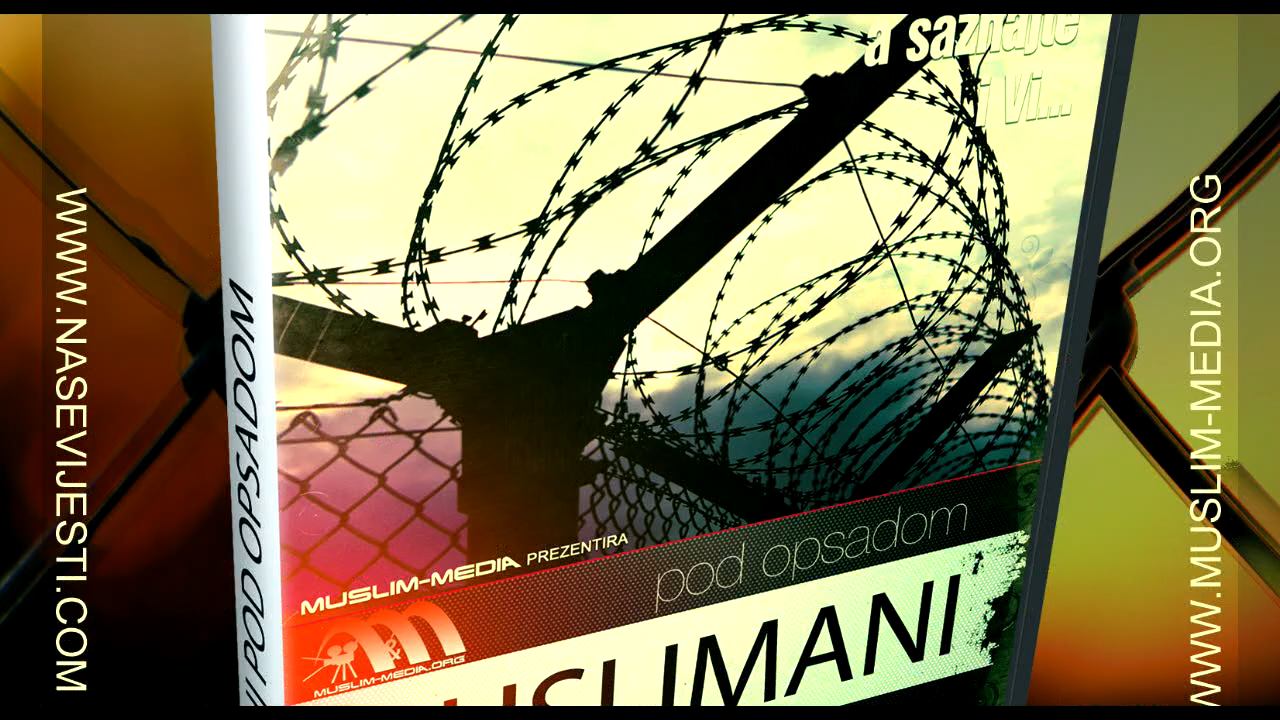 a saznajte
i Vi...
WWW.NASEVIJESTI.COM
WWW.MUSLIM-MEDIA.ORG
I POD OPSADOM
MUSLIM-MEDIA PREZENTIRA
pod opsadom
m&m
MUSLIM-MEDIA.ORG
USLIMANI